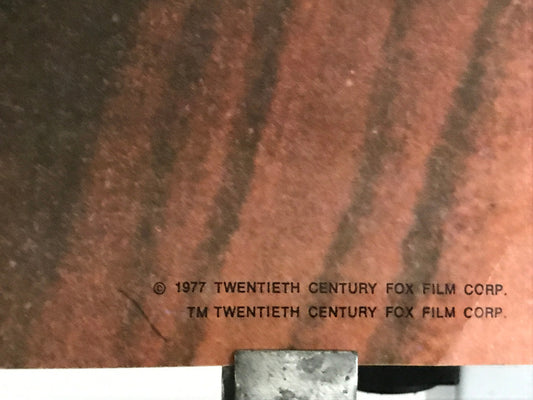 © 1977 TWENTIETH CENTURY FOX FILM CORP.
TM TWENTIETH CENTURY FOX FILM CORP.